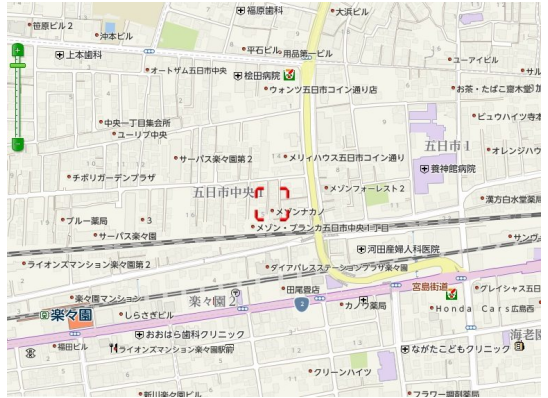 福原歯科
大浜ビル
笹原ビル2
沖本ビル
上本歯科
平石ビル
用品第一ビル
ユーアイビル
オートザム五日市中央
桧田病院
サル
ウォンツ五日市コイン通り店
お茶・たばこ齋木堂
加
ビュウハイツ寺本
中央一丁目集会所
ユーリブ中央
五日市1
オレンジハウ
サーパス楽々園第2
メリィハウス五日市コイン通り
養神館病院
チボリガーデンプラザ
五日市中央1
メゾンフォーレスト2
漢方白水堂薬局
メゾンナカノ
ブルー薬局
3
サーパス楽々園
メゾン・ブランカ五日市中央1丁目
サンヴェ
河田産婦人科医院
ライオンズマンション楽々園第2
ダイアパレスステーションプラザ楽々園
田尾畳店
宮島街道
グレイシャス五日
楽々園マンション
楽々園2
2
カノウ薬局
Honda Cars広島西
楽々園
しらさぎビル
おおはら歯科クリニック
海老園
福田ビル
ライオンズマンション楽々園駅前
ながたこどもクリニック
クリーンハイツ
新川楽々園ビル
フラワー調剤薬局